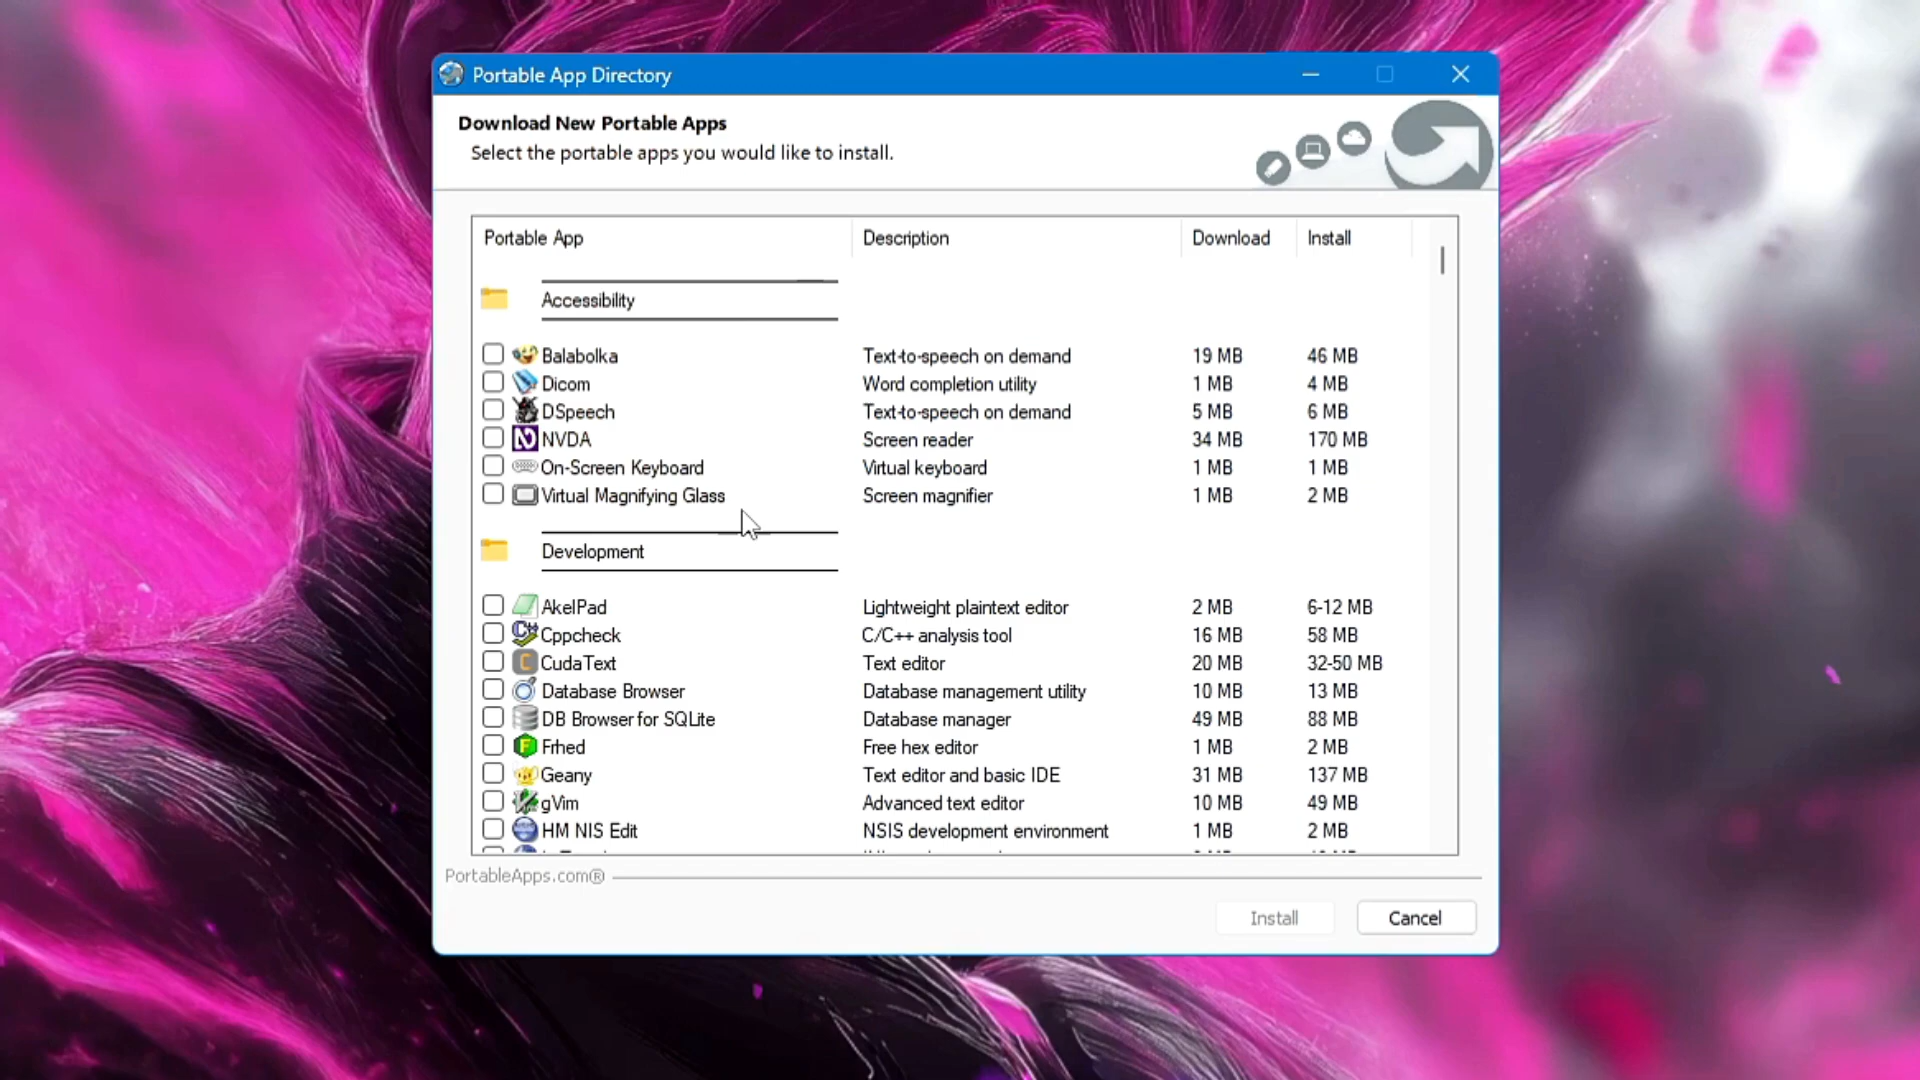 Portable App Directory
Download New Portable Apps
Select the portable apps you would like to install.
Portable App Description Download Install
Accessibility
Balabolka Text-to-speech on demand 19 MB 46 MB
Dicom Word completion utility 1 MB 4 MB
DSpeech Text-to-speech on demand 5 MB 6 MB
NVDA Screen reader 34 MB 170 MB
On-Screen Keyboard Virtual keyboard 1 MB 1 MB
Virtual Magnifying Glass Screen magnifier 1 MB 2 MB
Development
AkelPad Lightweight plaintext editor 2 MB 6-12 MB
Cppcheck C/C++ analysis tool 16 MB 58 MB
CudaText Text editor 20 MB 32-50 MB
Database Browser Database management utility 10 MB 13 MB
DB Browser for SQLite Database manager 49 MB 88 MB
Frhed Free hex editor 1 MB 2 MB
Geany Text editor and basic IDE 31 MB 137 MB
gVim Advanced text editor 10 MB 49 MB
HM NIS Edit NSIS development environment 1 MB 2 MB
PortableApps.com®
Install Cancel